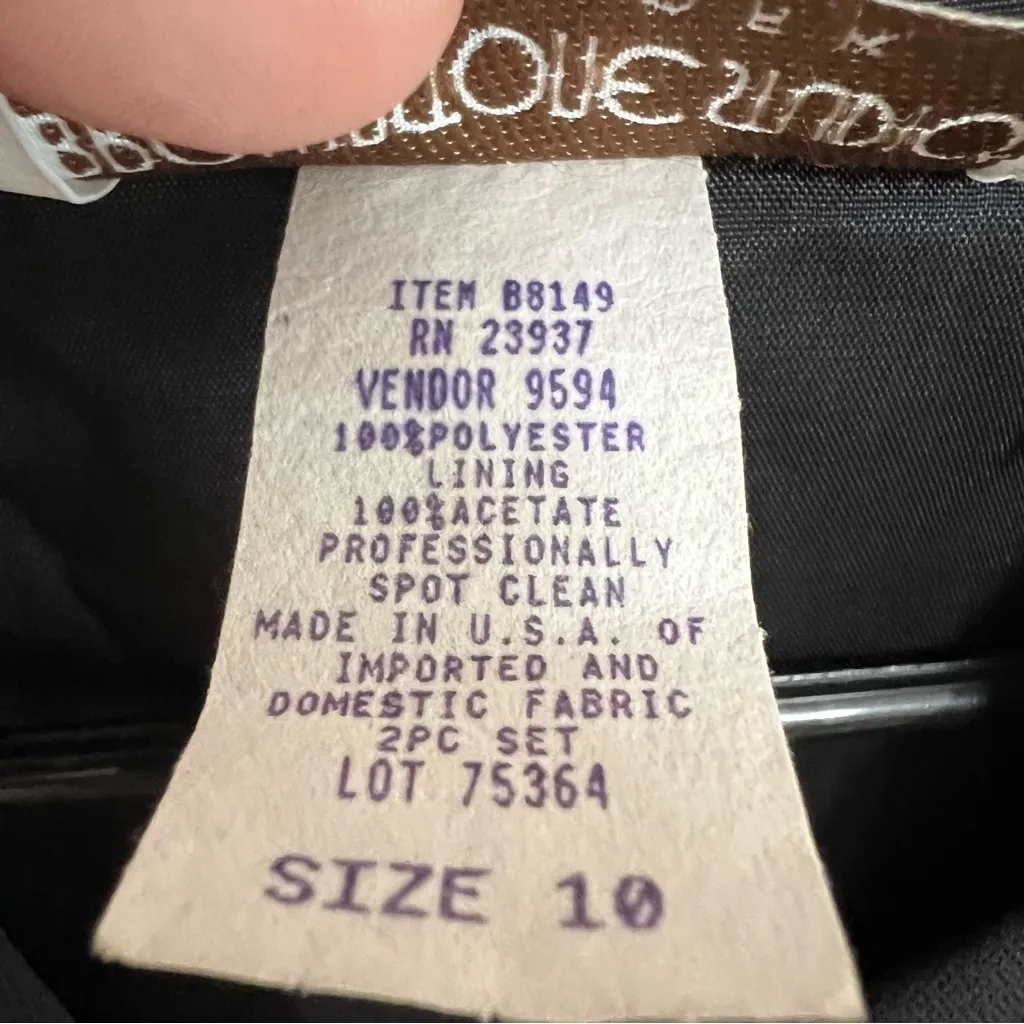 ITEM B8149
RN 23937
VENDOR 9594
100%POLYESTER
LINING
100%ACETATE
PROFESSIONALLY
SPOT CLEAN
MADE IN U.S.A. OF
IMPORTED AND
DOMESTIC FABRIC
2PC SET
LOT 75364
SIZE 10